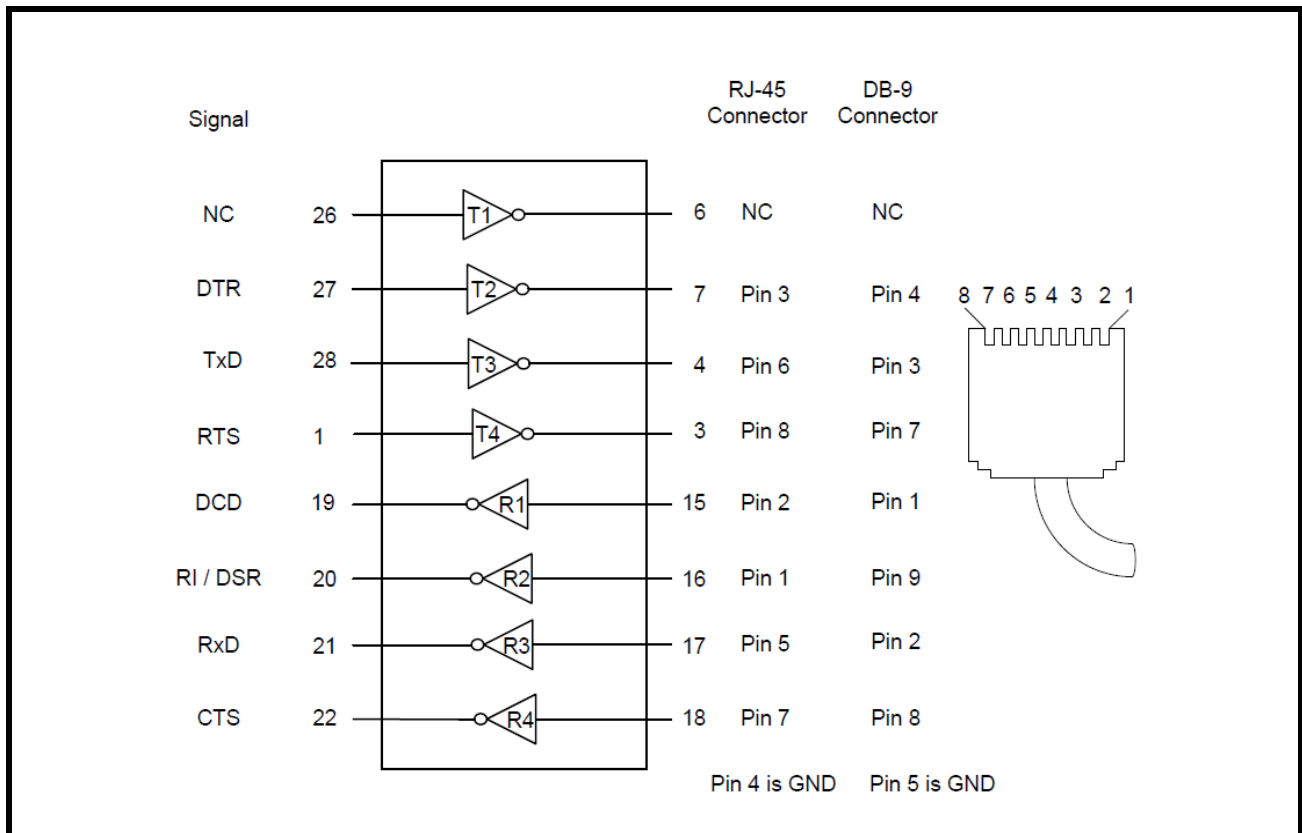 RJ-45 Connector DB-9 Connector
Signal
NC 26 T1 6 NC NC
DTR 27 T2 7 Pin 3 Pin 4
8 7 6 5 4 3 2 1
TxD 28 T3 4 Pin 6 Pin 3
RTS 1 T4 3 Pin 8 Pin 7
DCD 19 R1 15 Pin 2 Pin 1
RI / DSR 20 R2 16 Pin 1 Pin 9
RxD 21 R3 17 Pin 5 Pin 2
CTS 22 R4 18 Pin 7 Pin 8
Pin 4 is GND Pin 5 is GND